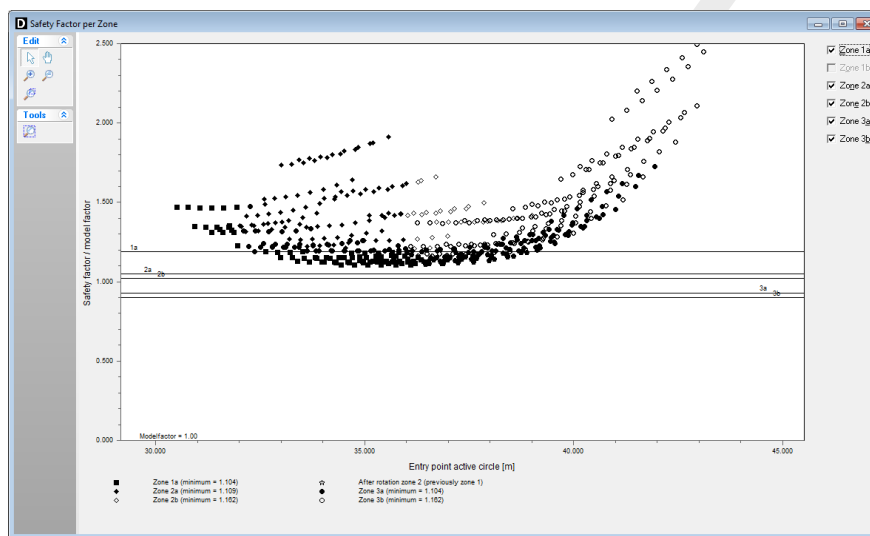 D Safety Factor per Zone
Edit
Tools
Zone 1a
Zone 1b
Zone 2a
Zone 2b
Zone 3a
Zone 3b
2.500
2.000
1.500
1.000
0.500
0.000
Safety factor / model factor
1a
2a
2b
3a
3b
Modelfactor = 1.00
30.000 35.000 40.000 45.000
Entry point active circle [m]
Zone 1a (minimum = 1.104) After rotation zone 2 (previously zone 1)
Zone 2a (minimum = 1.109) Zone 3a (minimum = 1.104)
Zone 2b (minimum = 1.162) Zone 3b (minimum = 1.162)